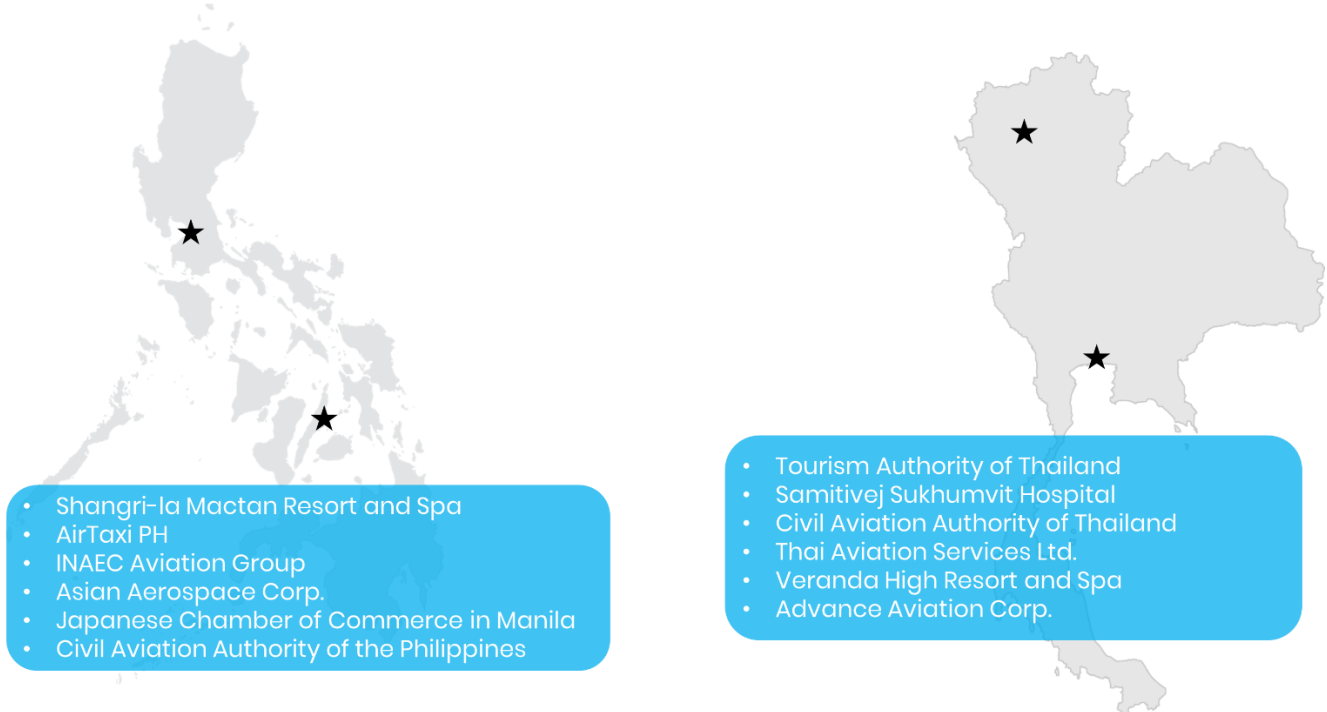 • Shangri-la Mactan Resort and Spa
• AirTaxi PH
• INAEC Aviation Group
• Asian Aerospace Corp.
• Japanese Chamber of Commerce in Manila
• Civil Aviation Authority of the Philippines
• Tourism Authority of Thailand
• Samitivej Sukhumvit Hospital
• Civil Aviation Authority of Thailand
• Thai Aviation Services Ltd.
• Veranda High Resort and Spa
• Advance Aviation Corp.